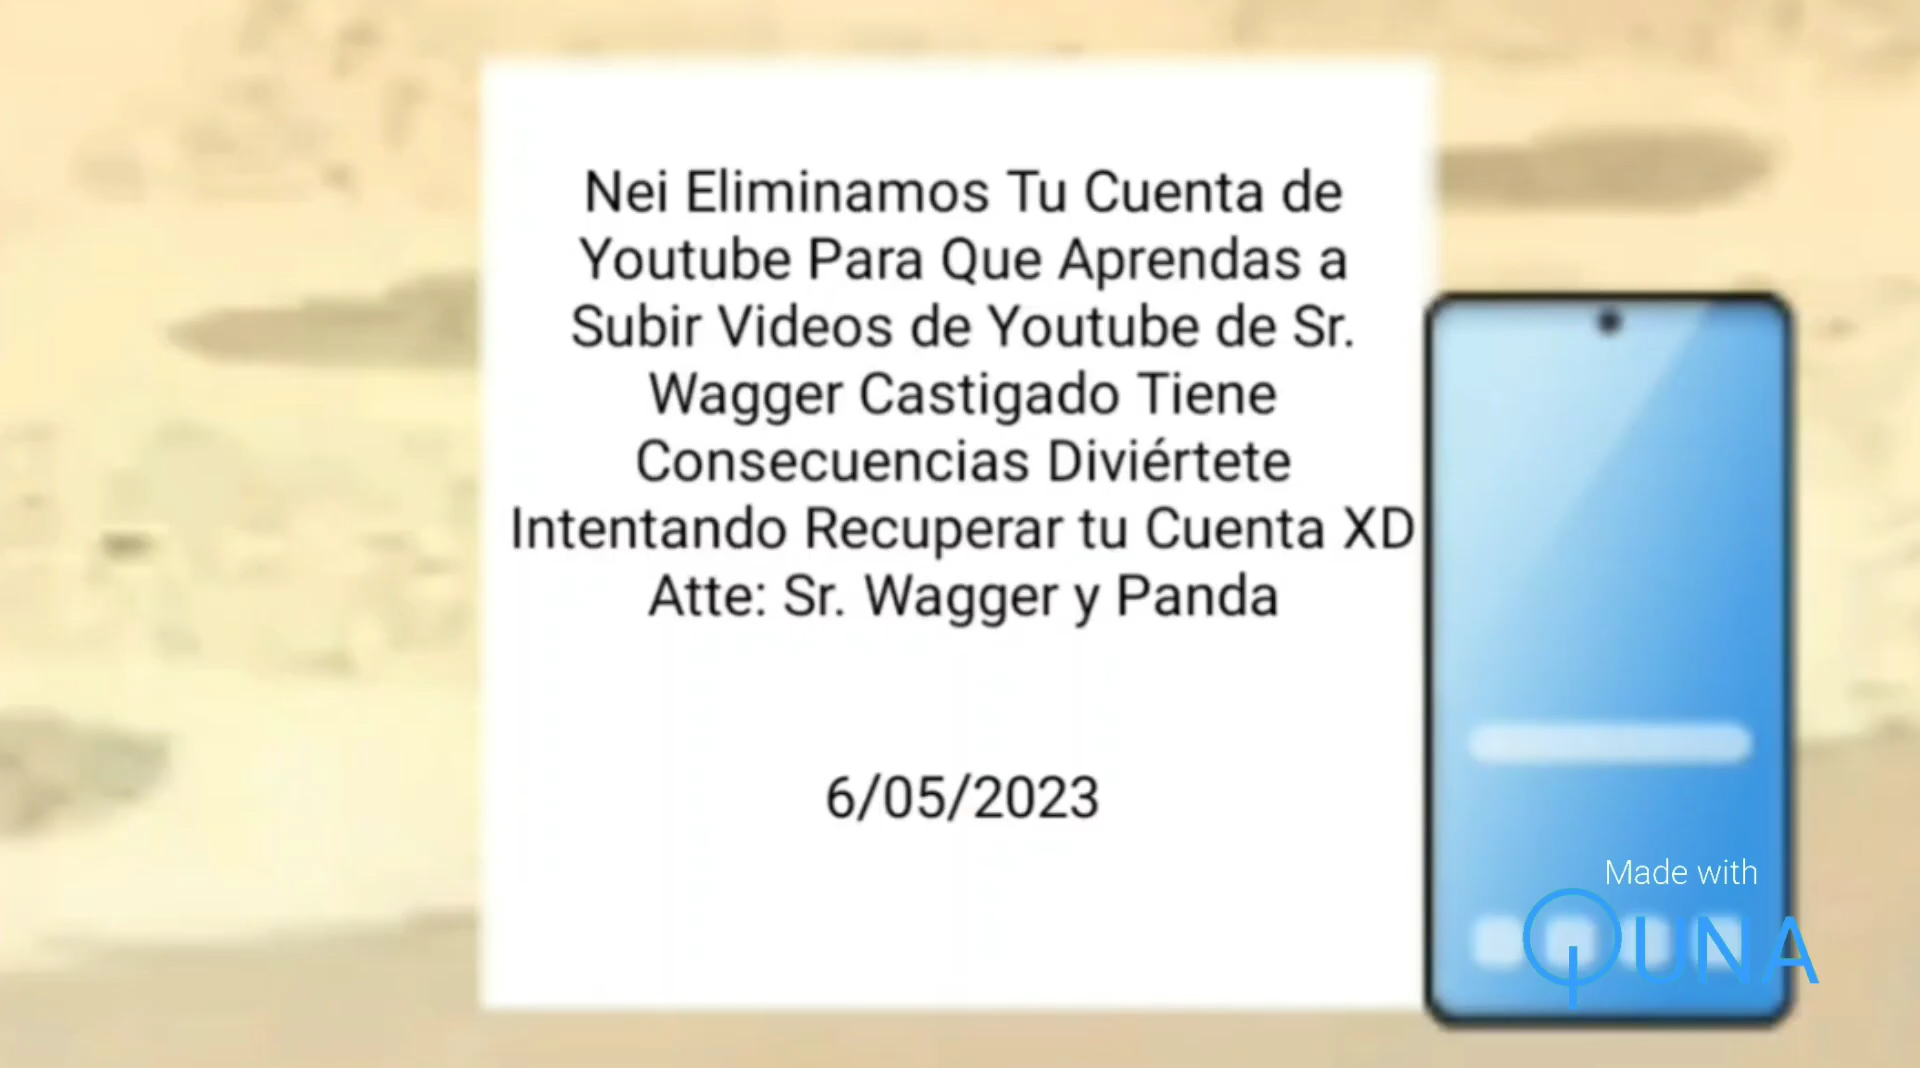 Nei Eliminamos Tu Cuenta de
Youtube Para Que Aprendas a
Subir Videos de Youtube de Sr.
Wagger Castigado Tiene
Consecuencias Diviértete
Intentando Recuperar tu Cuenta XD
Atte: Sr. Wagger y Panda
6/05/2023
Made with
QUNA